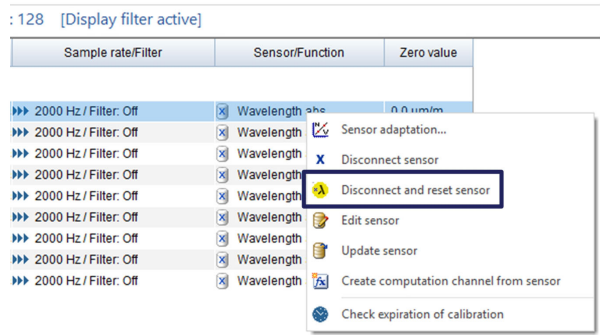 : 128 [Display filter active]
Sample rate/Filter Sensor/Function Zero value
2000 Hz / Filter: Off Wavelength abs 0.0 um/m
2000 Hz / Filter: Off Wavelength
2000 Hz / Filter: Off Wavelength
2000 Hz / Filter: Off Wavelength
2000 Hz / Filter: Off Wavelength
2000 Hz / Filter: Off Wavelength
2000 Hz / Filter: Off Wavelength
2000 Hz / Filter: Off Wavelength
2000 Hz / Filter: Off Wavelength
Sensor adaptation...
Disconnect sensor
Disconnect and reset sensor
Edit sensor
Update sensor
Create computation channel from sensor
Check expiration of calibration